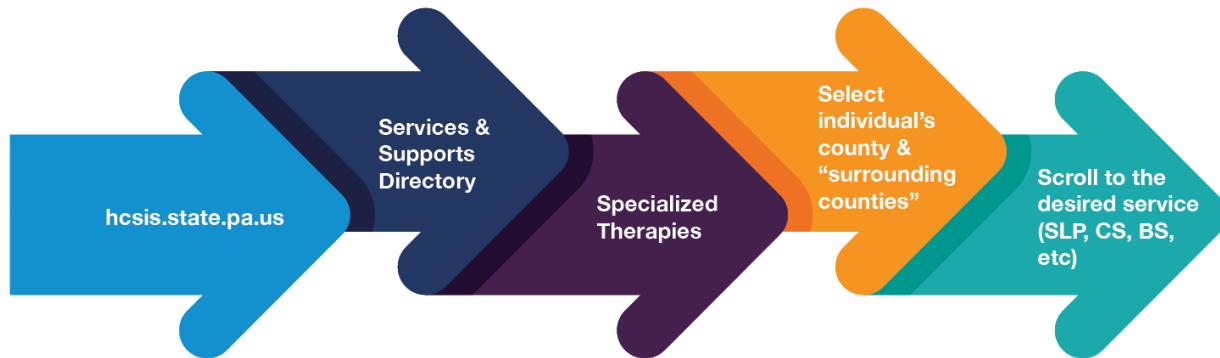 hcsis.state.pa.us
Services &
Supports
Directory
Specialized
Therapies
Select
individual’s
county &
“surrounding
counties”
Scroll to the
desired service
(SLP, CS, BS,
etc)